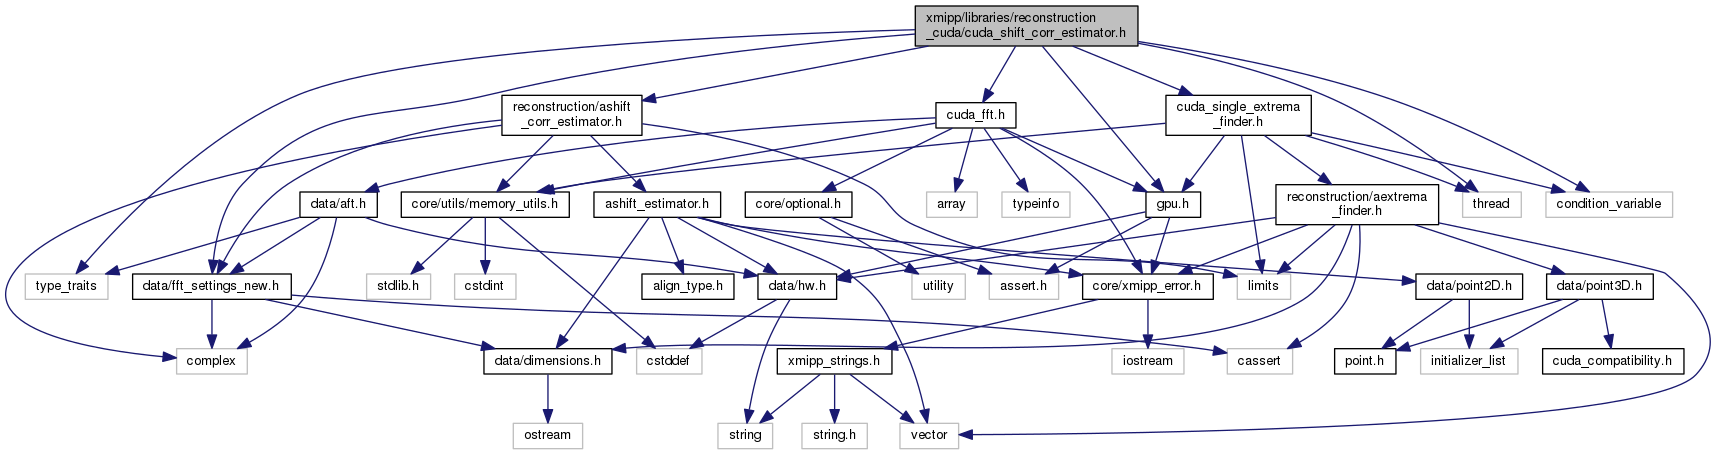 xmipp/libraries/reconstruction
_cuda/cuda_shift_corr_estimator.h
reconstruction/ashift
_corr_estimator.h
cuda_fft.h
cuda_single_extrema
_finder.h
data/aft.h
core/utils/memory_utils.h
ashift_estimator.h
core/optional.h
array
typeinfo
gpu.h
reconstruction/aextrema
_finder.h
thread
condition_variable
type_traits
data/fft_settings_new.h
stdlib.h
cstdint
align_type.h
data/hw.h
utility
assert.h
core/xmipp_error.h
limits
data/point2D.h
data/point3D.h
complex
data/dimensions.h
cstddef
xmipp_strings.h
iostream
cassert
point.h
initializer_list
cuda_compatibility.h
ostream
string
string.h
vector